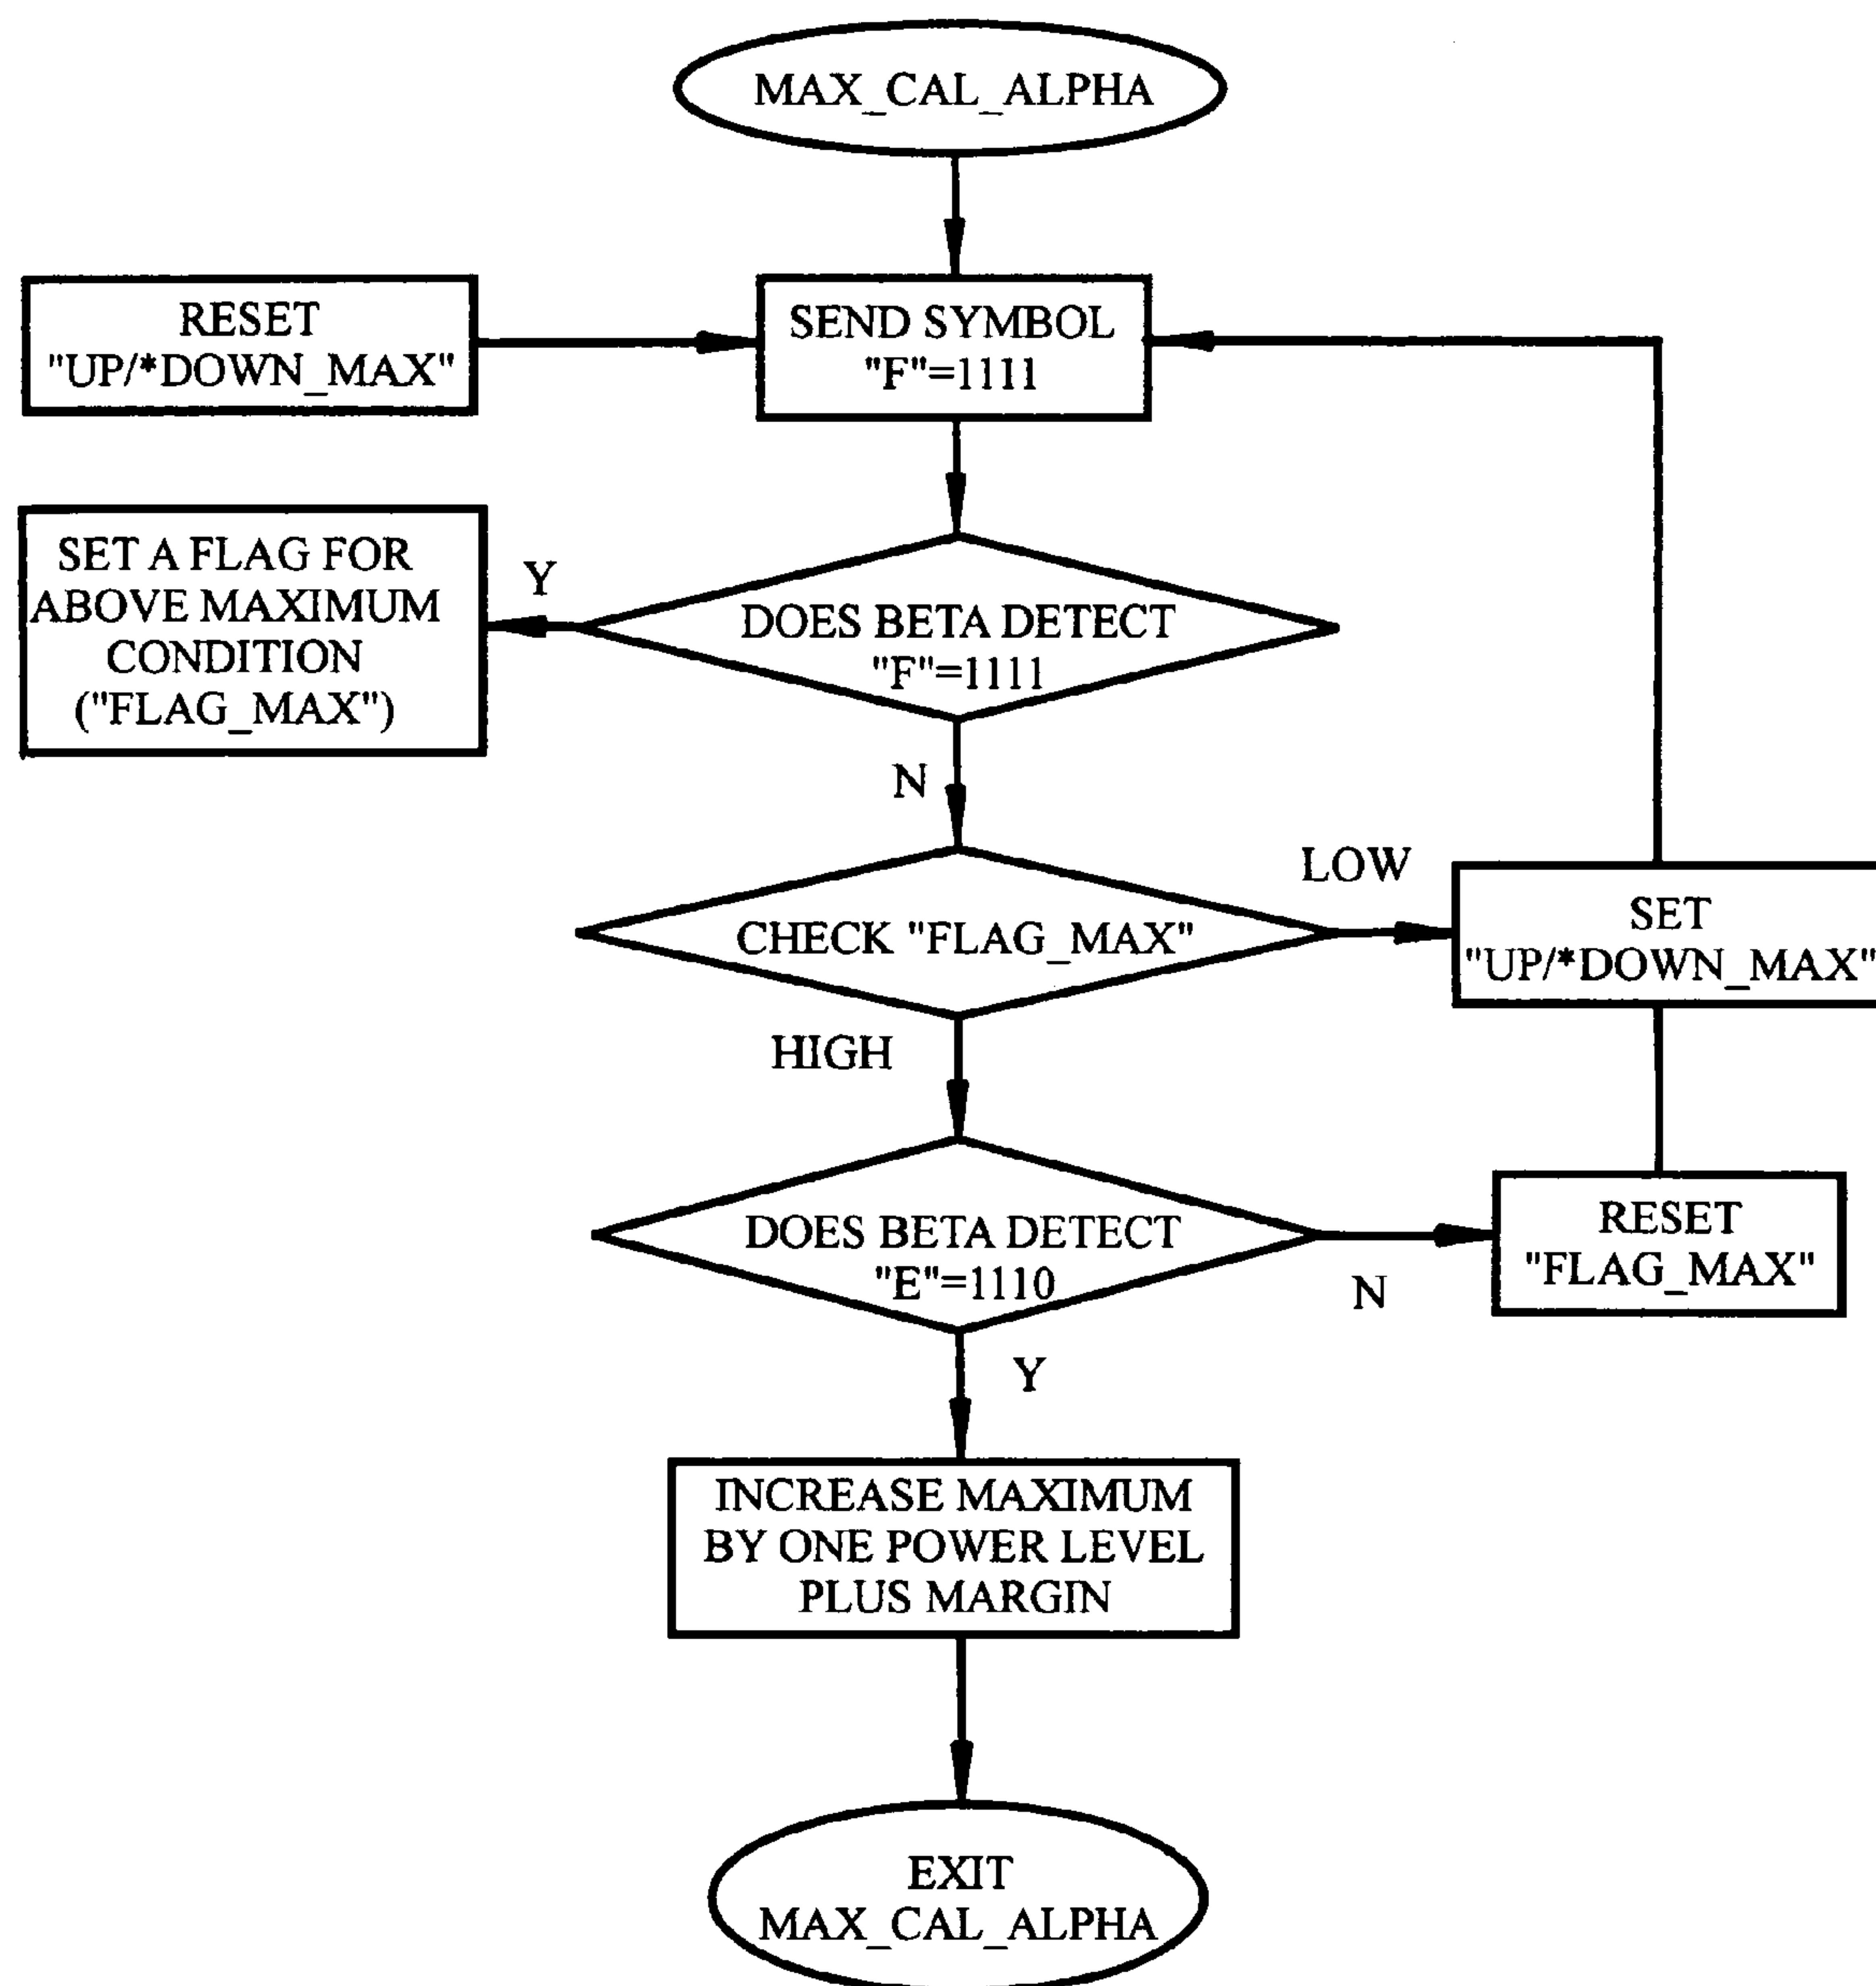 MAX_CAL_ALPHA
RESET
"UP/*DOWN_MAX"
SEND SYMBOL
"F"=1111
SET A FLAG FOR
ABOVE MAXIMUM
CONDITION
("FLAG_MAX")
Y
DOES BETA DETECT
"F"=1111
N
CHECK "FLAG_MAX"
LOW
SET
"UP/*DOWN_MAX"
HIGH
DOES BETA DETECT
"E"=1110
N
RESET
"FLAG_MAX"
Y
INCREASE MAXIMUM
BY ONE POWER LEVEL
PLUS MARGIN
EXIT
MAX_CAL_ALPHA